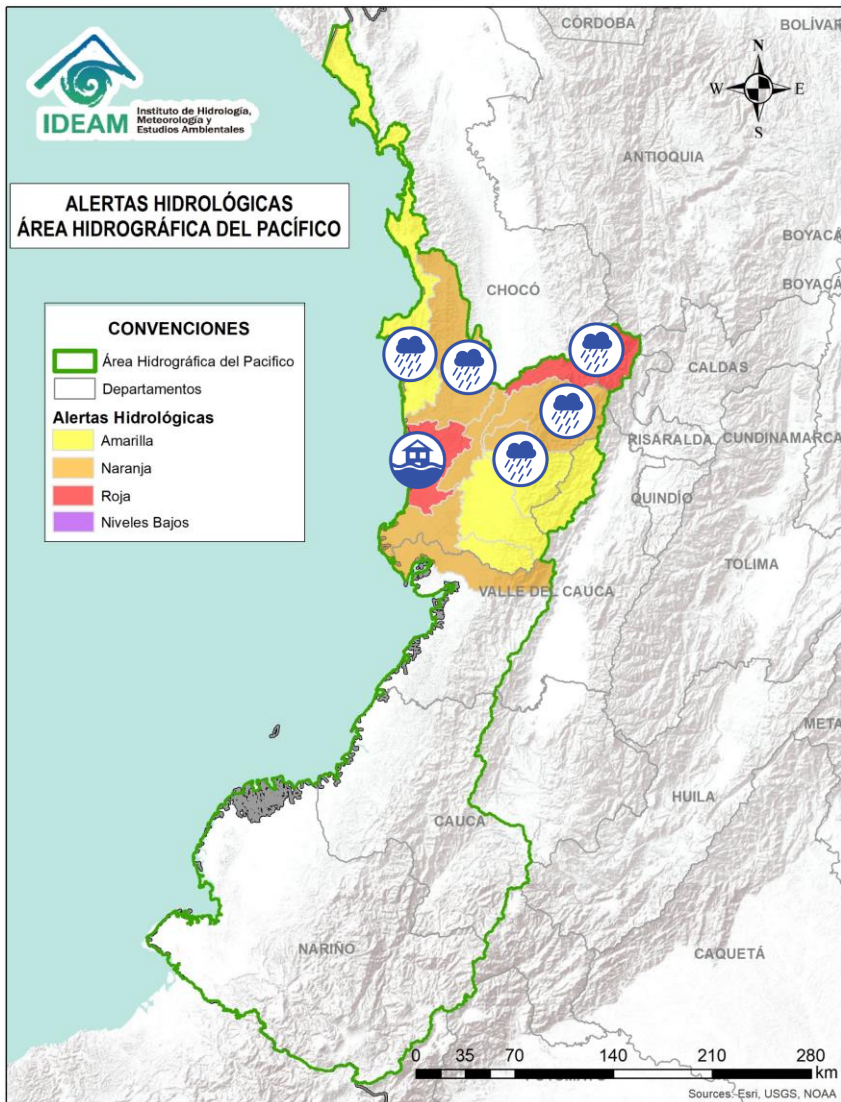 CÓRDOBA
BOLÍVAR
IDEAM
Instituto de Hidrología,
Meteorología y
Estudios Ambientales
N
W
E
S
ANTIOQUIA
ALERTAS HIDROLÓGICAS
ÁREA HIDROGRÁFICA DEL PACÍFICO
BOYACÁ
BOYACÁ
CHOCÓ
CONVENCIONES
Área Hidrográfica del Pacifico
Departamentos
Alertas Hidrológicas
Amarilla
Naranja
Roja
Niveles Bajos
CALDAS
RISARALDA
CUNDINAMARCA
QUINDÍO
TOLIMA
VALLE DEL CAUCA
META
HUILA
CAUCA
NARIÑO
CAQUETÁ
0 35 70 140 210 280
km
Sources: Esri, USGS, NOAA